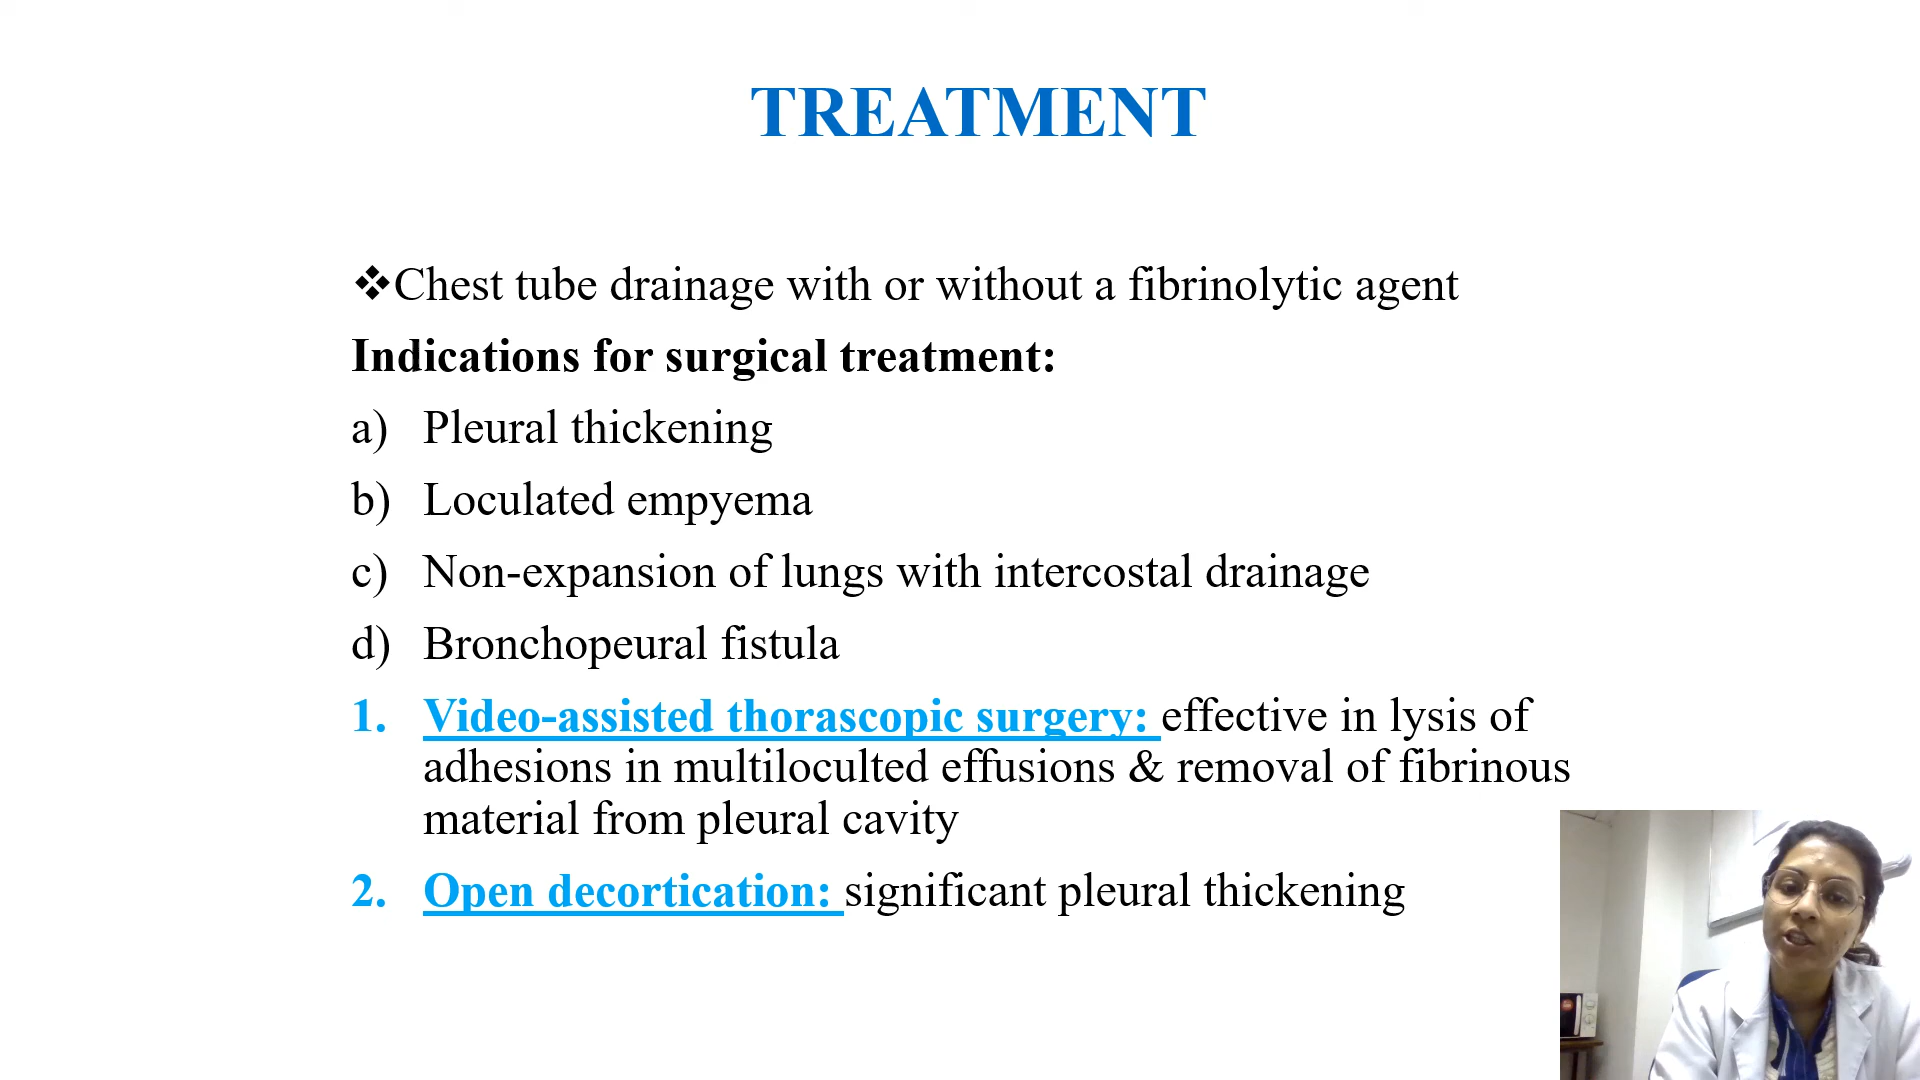 TREATMENT
❖Chest tube drainage with or without a fibrinolytic agent
Indications for surgical treatment:
a) Pleural thickening
b) Loculated empyema
c) Non-expansion of lungs with intercostal drainage
d) Bronchopeural fistula
1. Video-assisted thorascopic surgery: effective in lysis of
adhesions in multiloculted effusions & removal of fibrinous
material from pleural cavity
2. Open decortication: significant pleural thickening